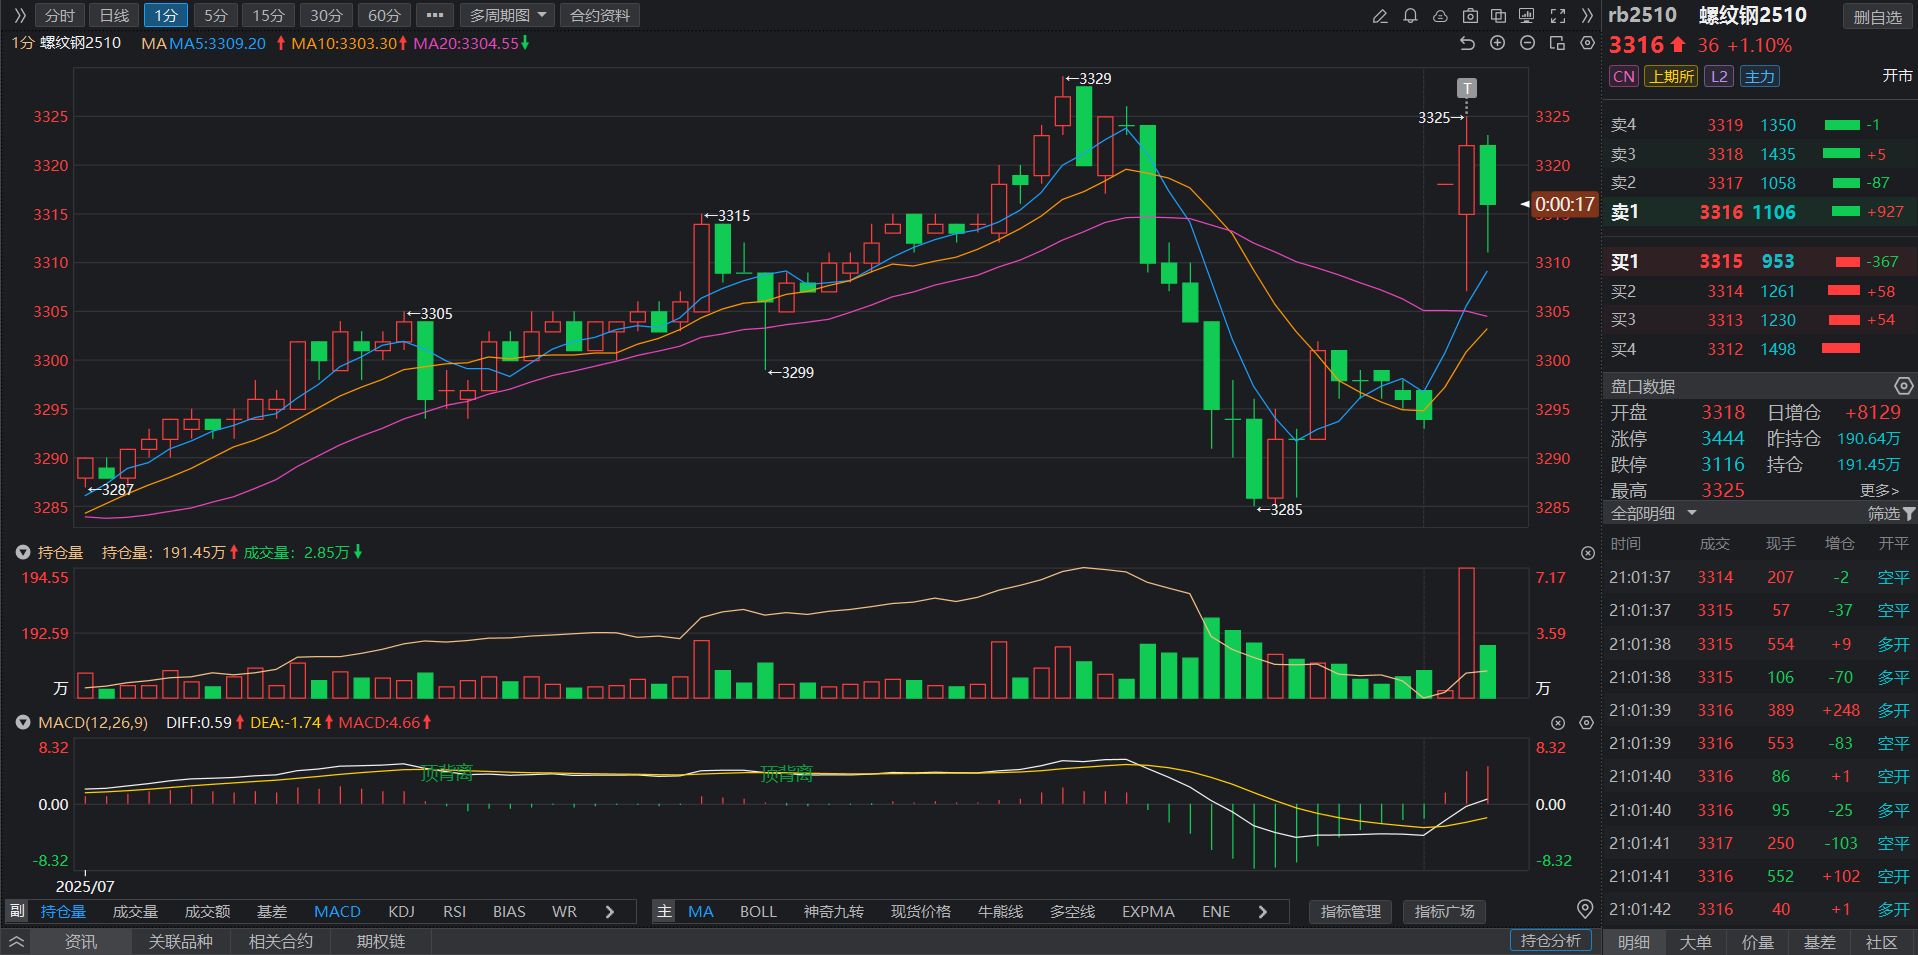 分时 日线 1分 5分 15分 30分 60分 ••• 多周期图 合约资料
1分 螺纹钢2510 MA MA5:3309.20 MA10:3303.30 MA20:3304.55
3325 3320 3315 3310 3305 3300 3295 3290 3285
←3287
←3305
←3315
←3299
←3329
←3285
3325→
T
3325 3320 3315 3310 3305 3300 3295 3290 3285
0:00:17
持仓量 持仓量：191.45万 成交量：2.85万
194.55 7.17
192.59 3.59
万 万
MACD(12,26,9) DIFF:0.59 DEA:-1.74 MACD:4.66
8.32 8.32
顶背离 顶背离
0.00 0.00
-8.32 -8.32
2025/07
副 持仓量 成交量 成交额 基差 MACD KDJ RSI BIAS WR
主 MA BOLL 神奇九转 现货价格 牛熊线 多空线 EXPMA ENE 指标管理 指标广场
资讯 关联品种 相关合约 期权链 持仓分析
rb2510 螺纹钢2510 删自选
3316 36 +1.10%
CN 上期所 L2 主力 开市
卖4 3319 1350 -1
卖3 3318 1435 +5
卖2 3317 1058 -87
卖1 3316 1106 +927
买1 3315 953 -367
买2 3314 1261 +58
买3 3313 1230 +54
买4 3312 1498
盘口数据
开盘 3318 日增仓 +8129
涨停 3444 昨持仓 190.64万
跌停 3116 持仓 191.45万
最高 3325 更多>
全部明细 筛选
时间 成交 现手 增仓 开平
21:01:37 3314 207 -2 空平
21:01:37 3315 57 -37 空平
21:01:38 3315 554 +9 多开
21:01:38 3315 106 -70 多平
21:01:39 3316 389 +248 多开
21:01:39 3316 553 -83 空平
21:01:40 3316 86 +1 空开
21:01:40 3316 95 -25 多平
21:01:41 3317 250 -103 空平
21:01:41 3316 552 +102 空开
21:01:42 3316 40 +1 多开
明细 大单 价量 基差 社区